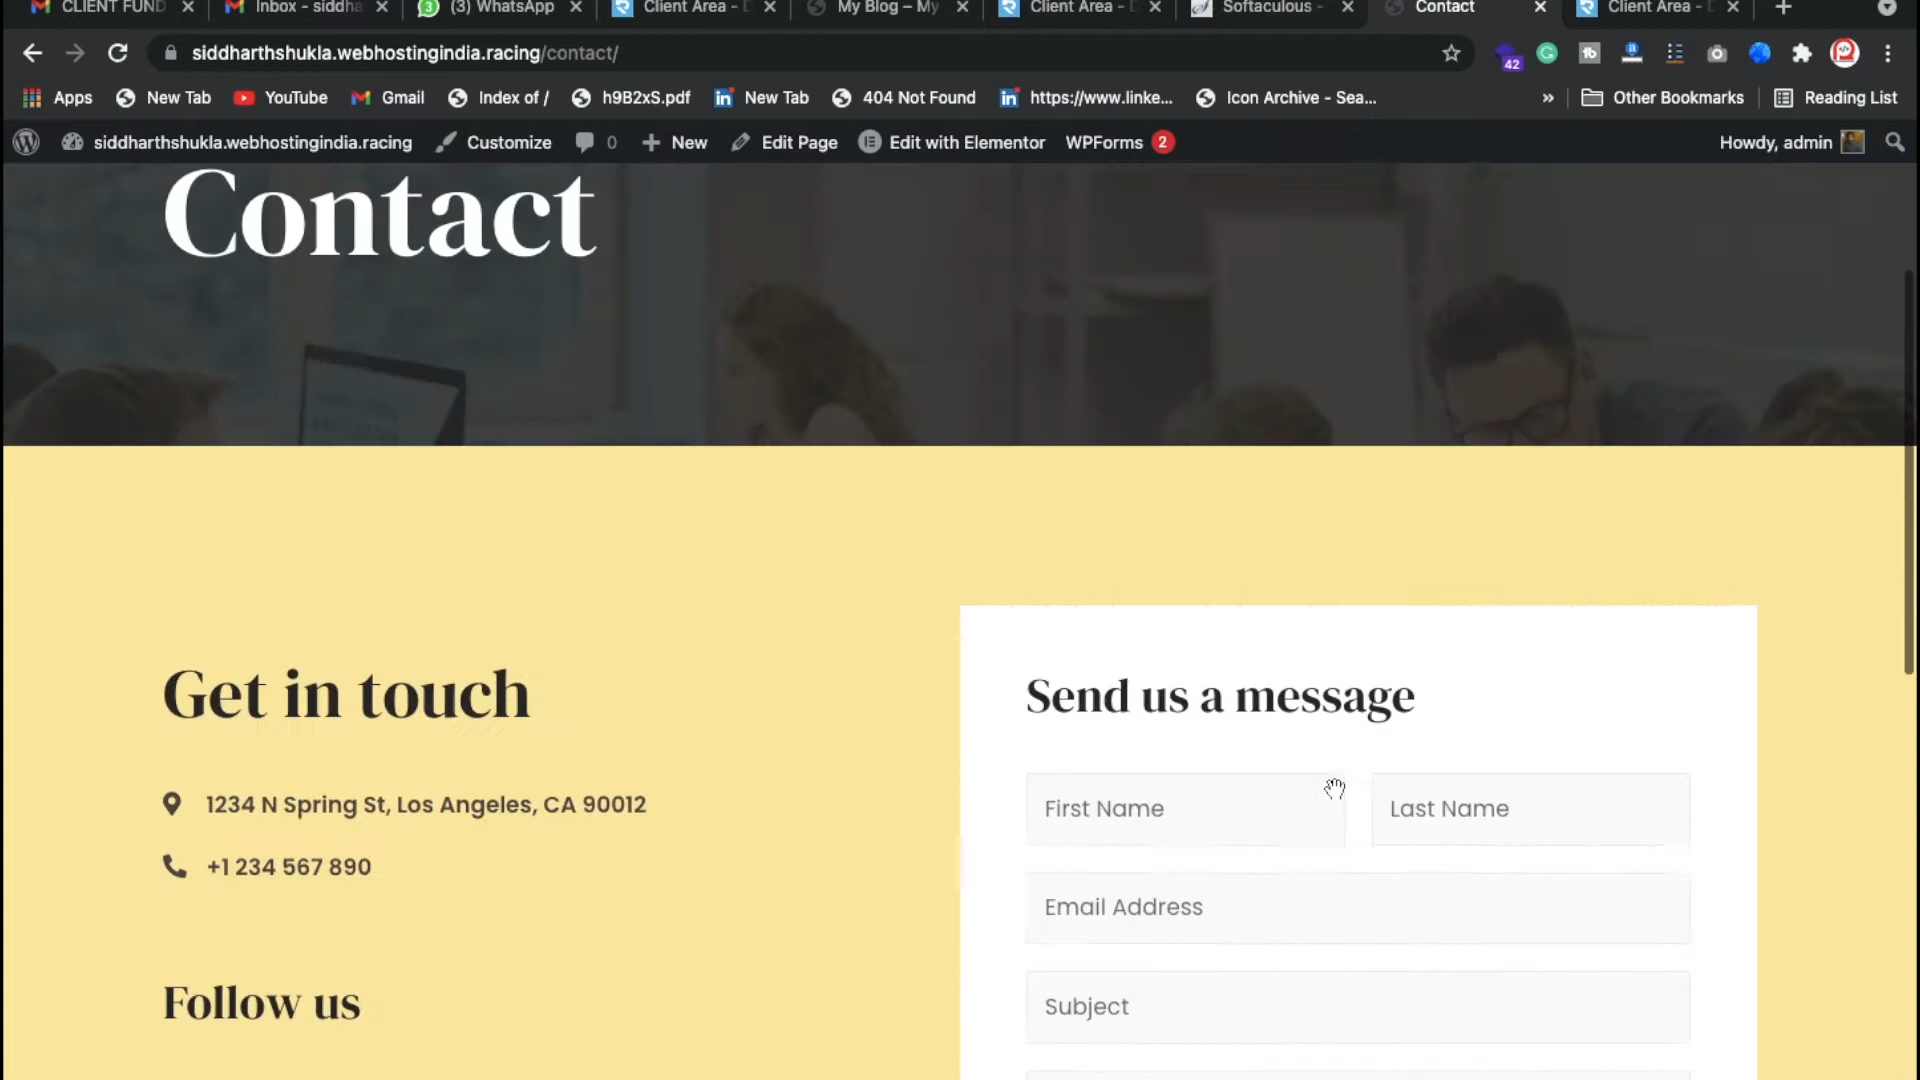 CLIENT FUND Inbox - siddha (3) WhatsApp Client Area - D My Blog – My Client Area - D Softaculous - Contact Client Area - D
siddharthshukla.webhostingindia.racing/contact/ 42
Apps New Tab YouTube Gmail Index of / h9B2xS.pdf New Tab 404 Not Found https://www.linke... Icon Archive - Sea... » Other Bookmarks Reading List
siddharthshukla.webhostingindia.racing Customize 0 New Edit Page Edit with Elementor WPForms 2 Howdy, admin
Contact
Get in touch
1234 N Spring St, Los Angeles, CA 90012
+1 234 567 890
Follow us
Send us a message
First Name Last Name
Email Address
Subject